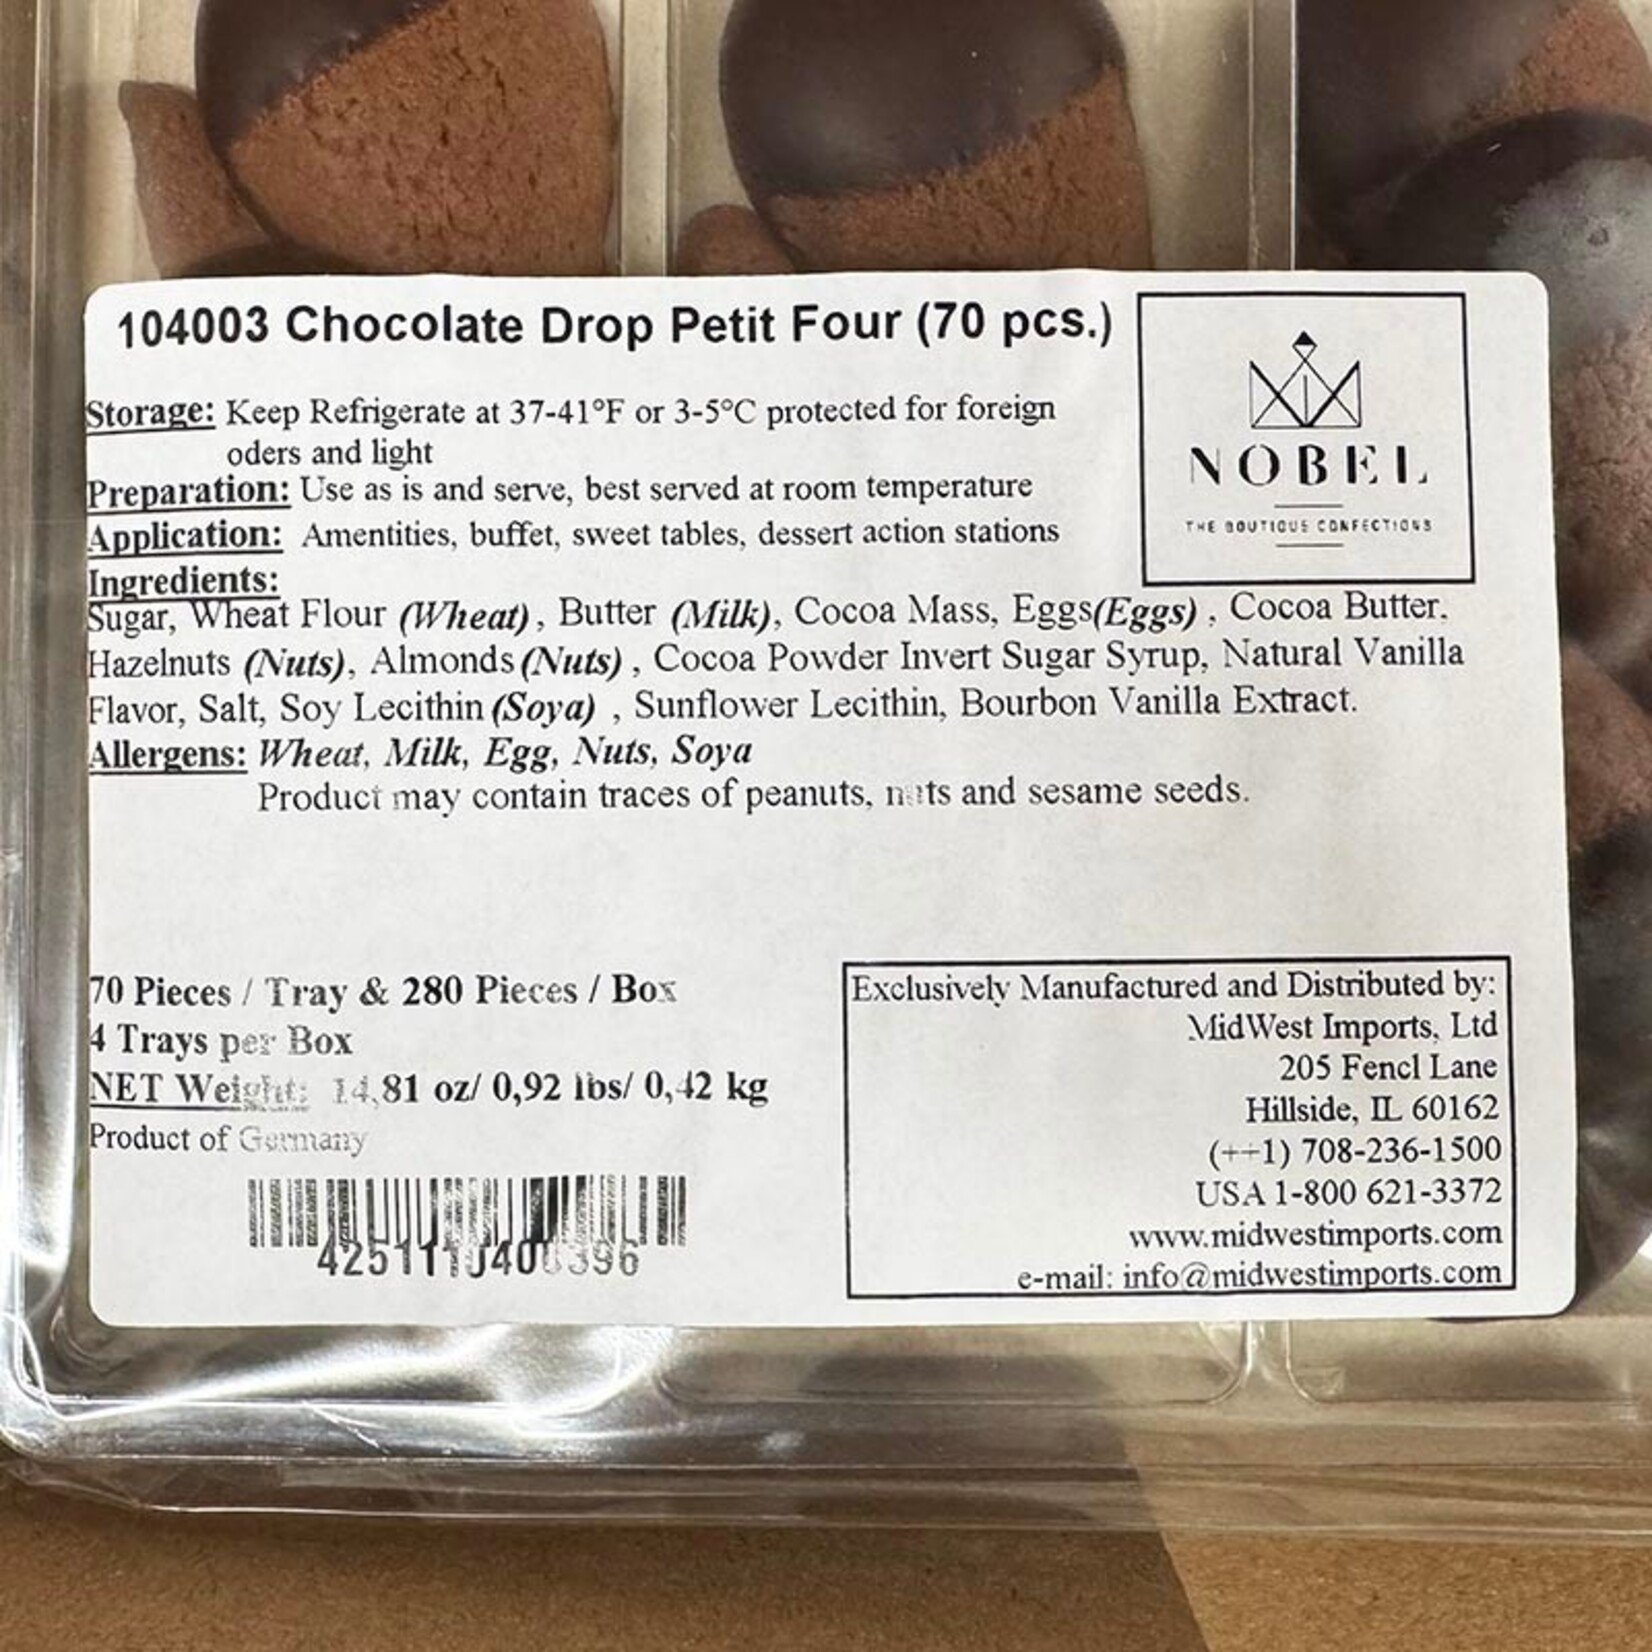 104003 Chocolate Drop Petit Four (70 pcs.)
NOBEL
THE BOUTIQUE CONFECTIONS
Storage: Keep Refrigerate at 37-41°F or 3-5°C protected for foreign
oders and light
Preparation: Use as is and serve, best served at room temperature
Application: Amentities, buffet, sweet tables, dessert action stations
Ingredients:
Sugar, Wheat Flour (Wheat), Butter (Milk), Cocoa Mass, Eggs(Eggs) , Cocoa Butter,
Hazelnuts (Nuts), Almonds (Nuts) , Cocoa Powder Invert Sugar Syrup, Natural Vanilla
Flavor, Salt, Soy Lecithin (Soya) , Sunflower Lecithin, Bourbon Vanilla Extract.
Allergens: Wheat, Milk, Egg, Nuts, Soya
Product may contain traces of peanuts, nuts and sesame seeds.
70 Pieces / Tray & 280 Pieces / Box
4 Trays per Box
NET Weight: 14,81 oz/ 0,92 lbs/ 0,42 kg
Product of Germany
Exclusively Manufactured and Distributed by:
MidWest Imports, Ltd
205 Fencl Lane
Hillside, IL 60162
(++1) 708-236-1500
USA 1-800 621-3372
www.midwestimports.com
e-mail: info@midwestimports.com